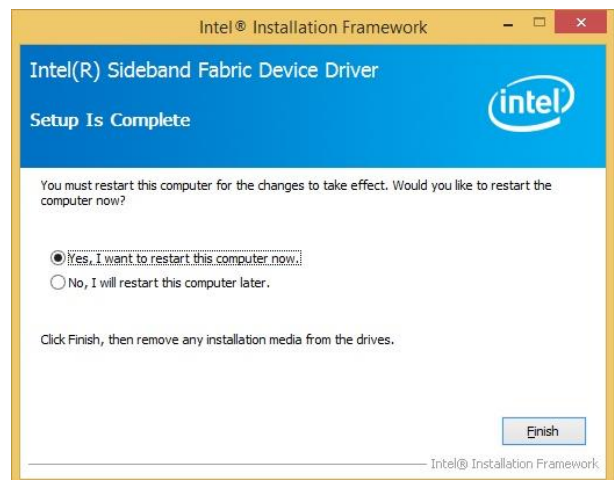 Intel® Installation Framework
Intel(R) Sideband Fabric Device Driver
Setup Is Complete
intel
You must restart this computer for the changes to take effect. Would you like to restart the
computer now?
Yes, I want to restart this computer now.
No, I will restart this computer later.
Click Finish, then remove any installation media from the drives.
Finish
Intel® Installation Framework